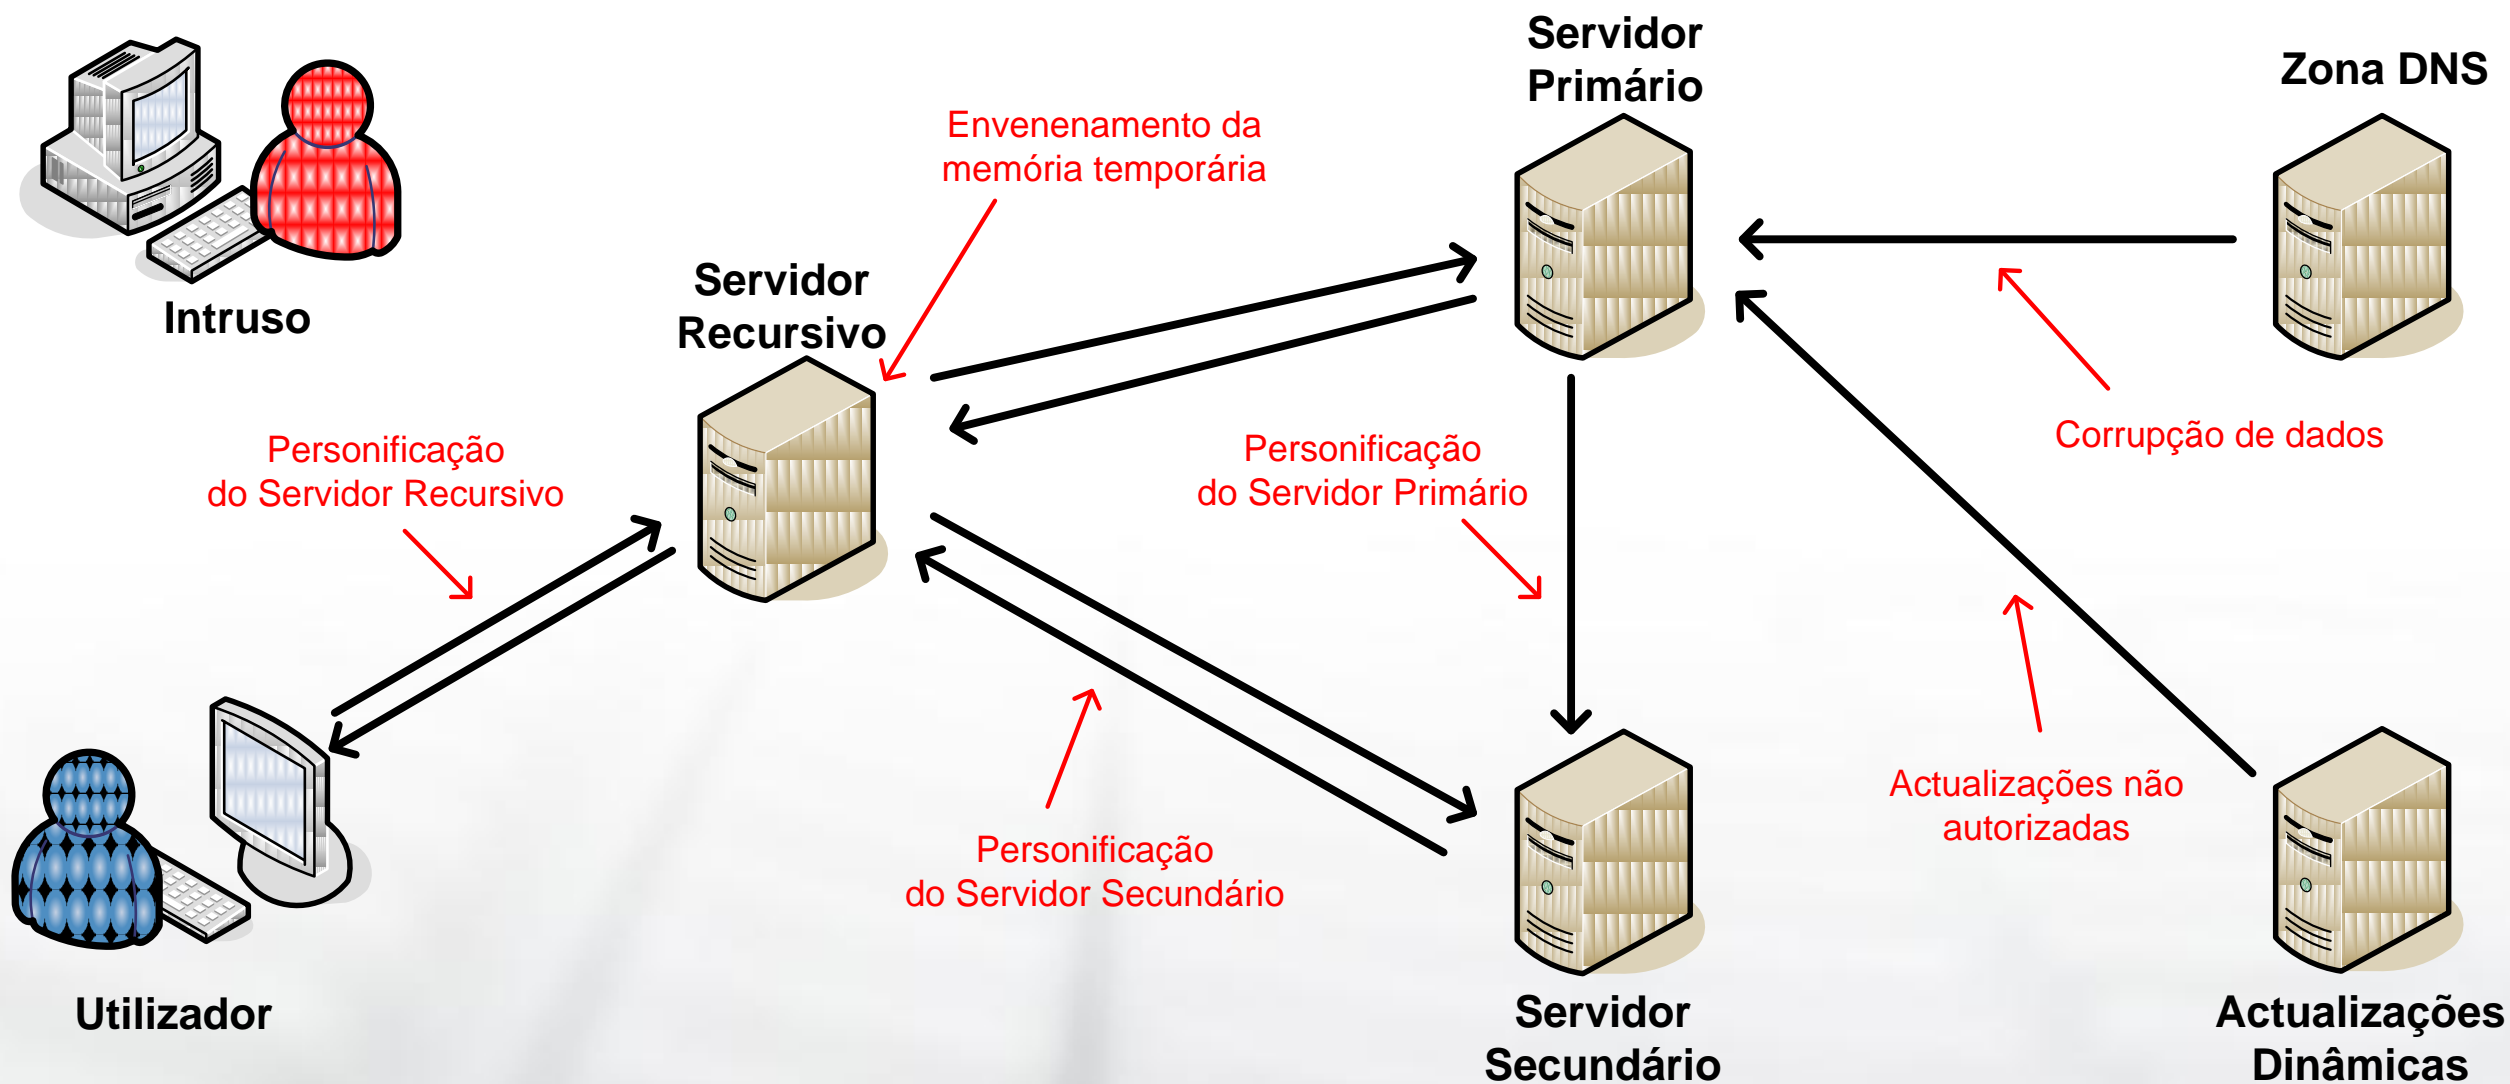 Servidor
Primário
Zona DNS
Envenenamento da
memória temporária
Servidor
Recursivo
Intruso
Personificação
do Servidor Recursivo
Personificação
do Servidor Primário
Corrupção de dados
Actualizações não
autorizadas
Personificação
do Servidor Secundário
Utilizador
Servidor
Secundário
Actualizações
Dinâmicas